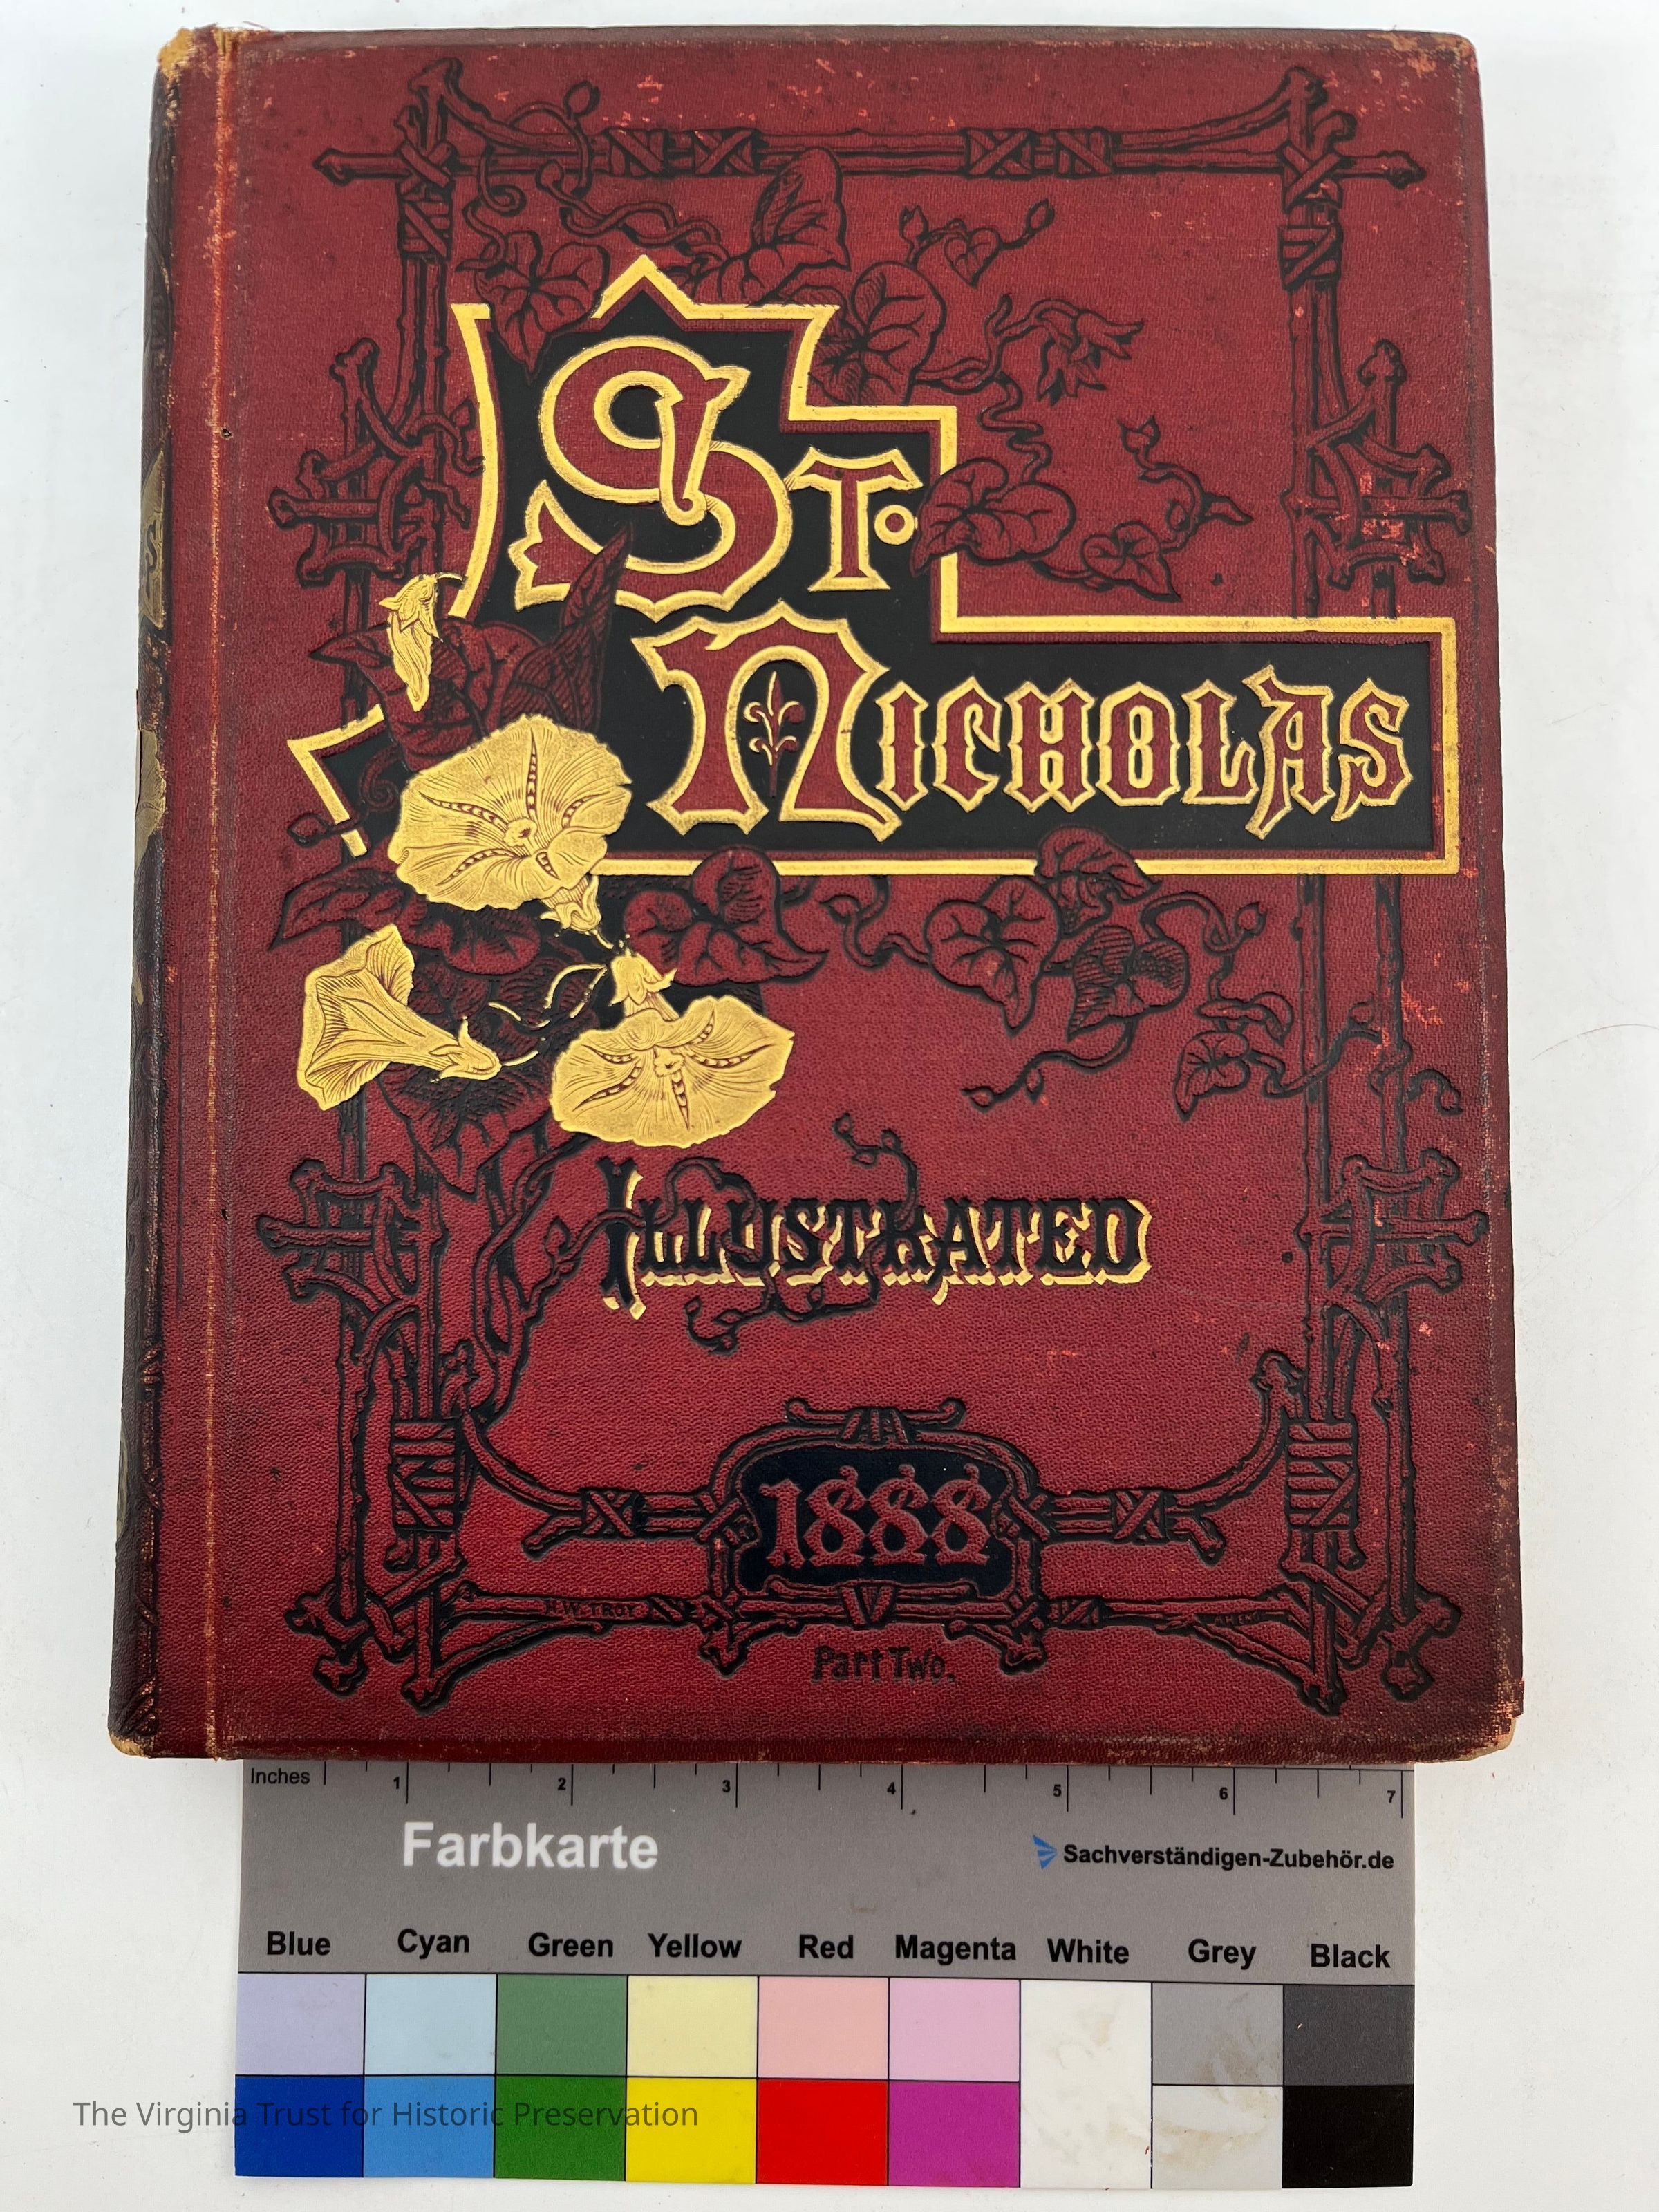 St.
Nicholas
Illustrated
1888
H.W. TROY
Part Two.
Inches 1 2 3 4 5 6 7
Farbkarte
Sachverständigen-Zubehör.de
Blue Cyan Green Yellow Red Magenta White Grey Black
The Virginia Trust for Historic Preservation